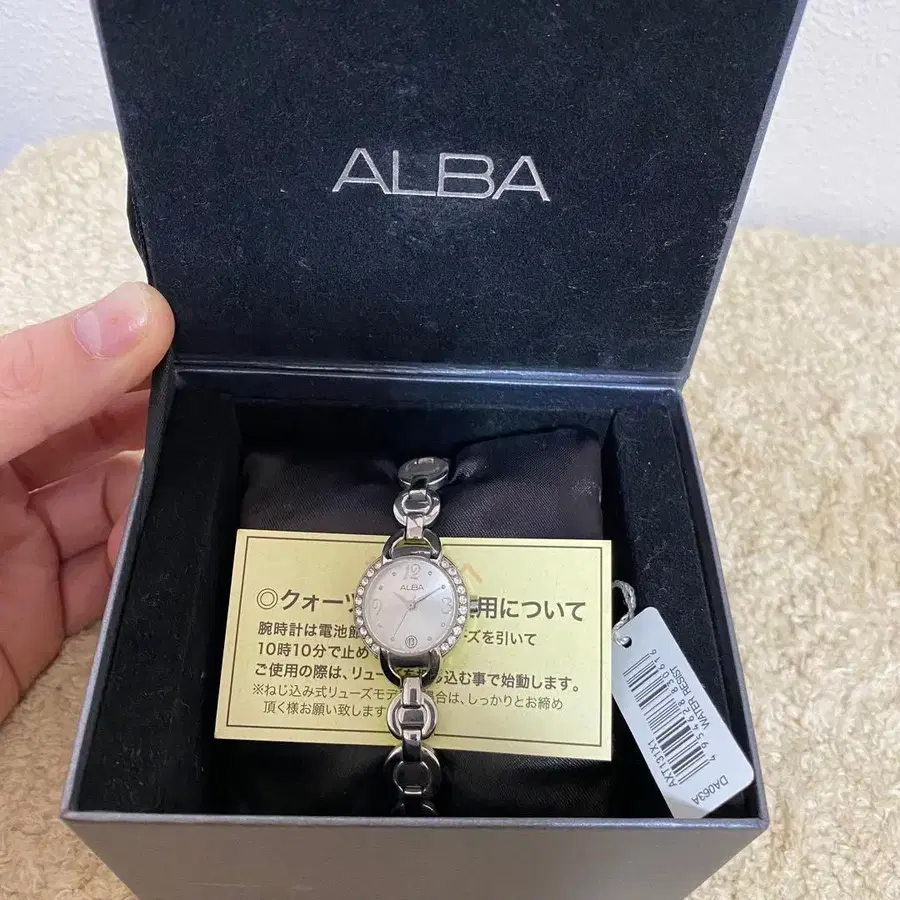 ALBA
12
ALBA
9
◎クォーツ 用について
腕時計は電池節 ーズを引いて
10時10分で止め
ご使用の際は、リュー 込む事で始動します。
※ねじ込み式リューズモデ 合は、しっかりとお締め
頂く様お願い致します
4954628830616
WATER RESIST
AXT131X1
DA063A